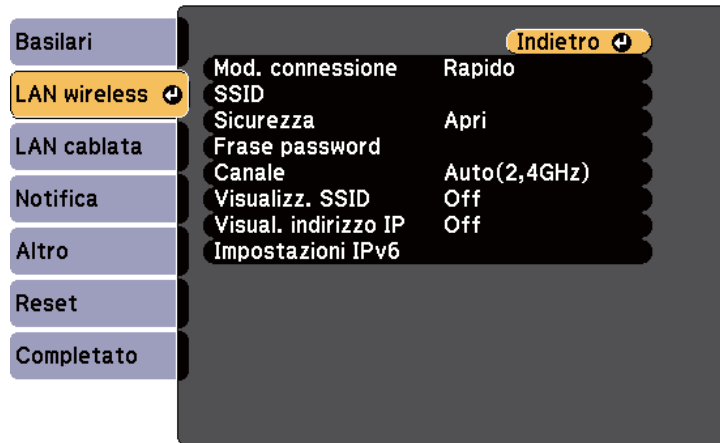 Basilari
LAN wireless
LAN cablata
Notifica
Altro
Reset
Completato
Indietro
Mod. connessione Rapido
SSID
Sicurezza Apri
Frase password
Canale Auto(2,4GHz)
Visualizz. SSID Off
Visual. indirizzo IP Off
Impostazioni IPv6